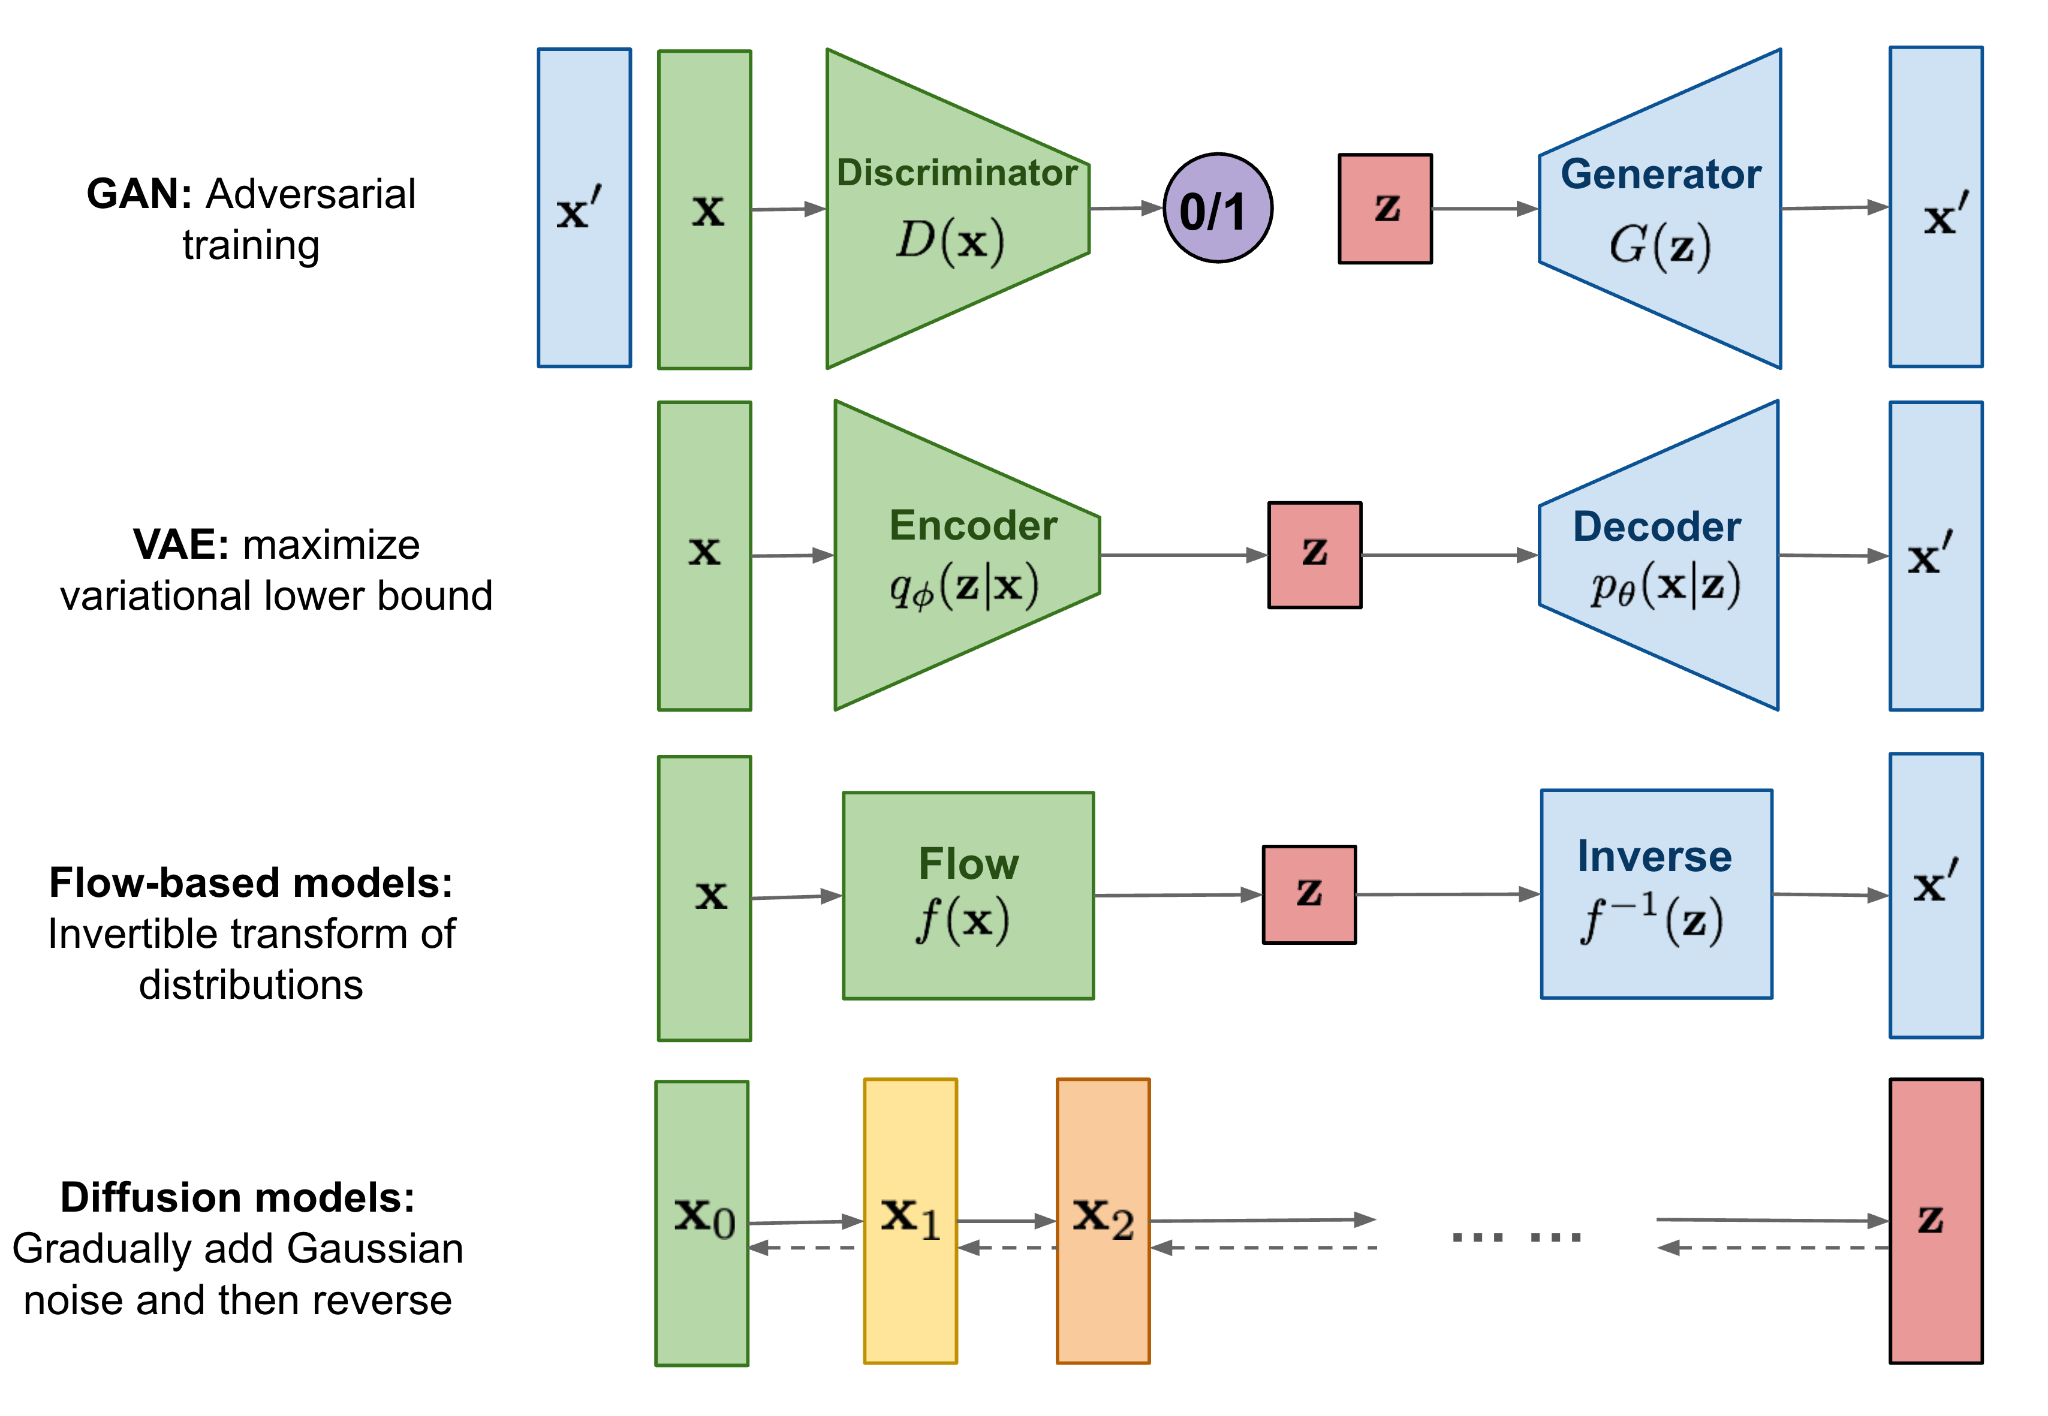 GAN: Adversarial
training
x′
x
Discriminator
D(x)
0/1
z
Generator
G(z)
x′
VAE: maximize
variational lower bound
x
Encoder
qϕ(z|x)
z
Decoder
pθ(x|z)
x′
Flow-based models:
Invertible transform of
distributions
x
Flow
f(x)
z
Inverse
f⁻¹(z)
x′
Diffusion models:
Gradually add Gaussian
noise and then reverse
x₀
x₁
x₂
... ...
z